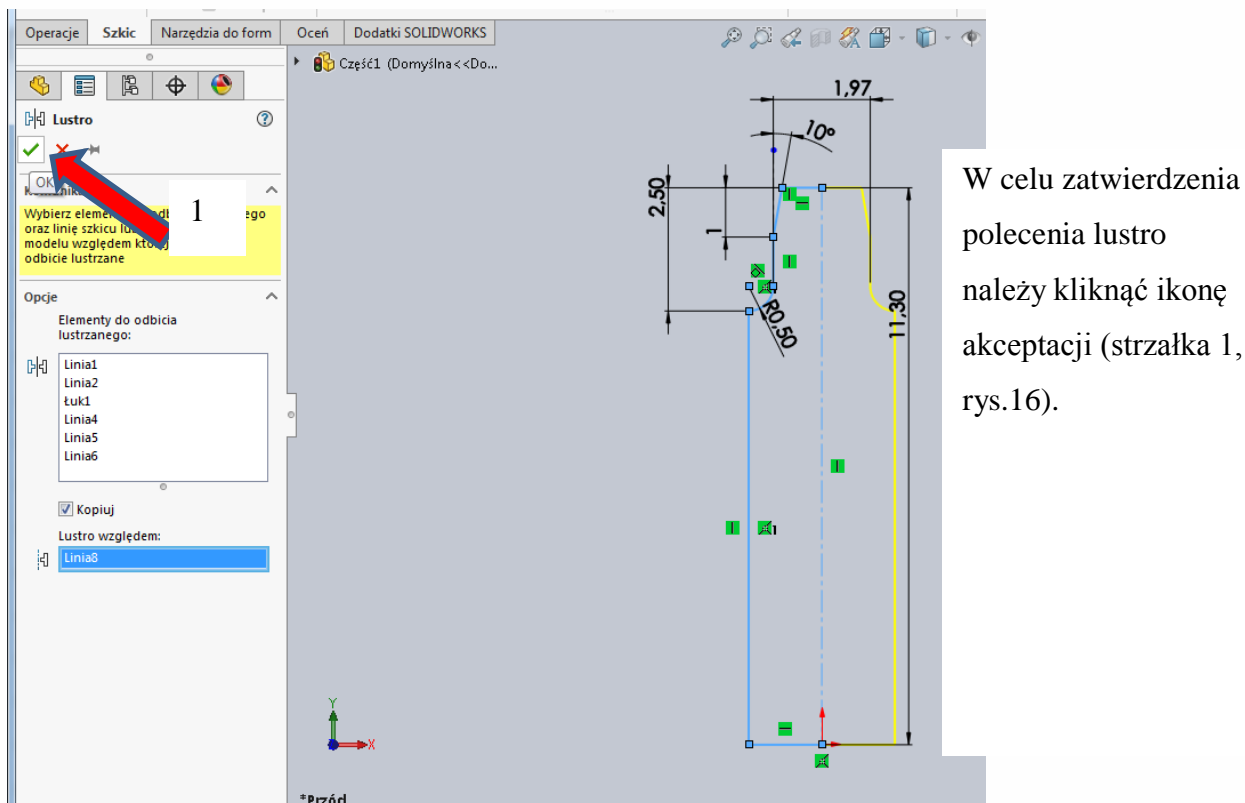 Operacje Szkic Narzędzia do form Oceń Dodatki SOLIDWORKS
Część1 (Domyślna<<Do...
Lustro
OK
1
Wybierz
oraz linię szkicu
modelu względem
odbicie lustrzane
Opcje
Elementy do odbicia
lustrzanego:
Linia1
Linia2
Łuk1
Linia4
Linia5
Linia6
Kopiuj
Lustro względem:
Linia8
1,97
10°
2,50
1
R0,50
11,30
1
Y
X
*Przód
W celu zatwierdzenia
polecenia lustro
należy kliknąć ikonę
akceptacji (strzałka 1,
rys.16).